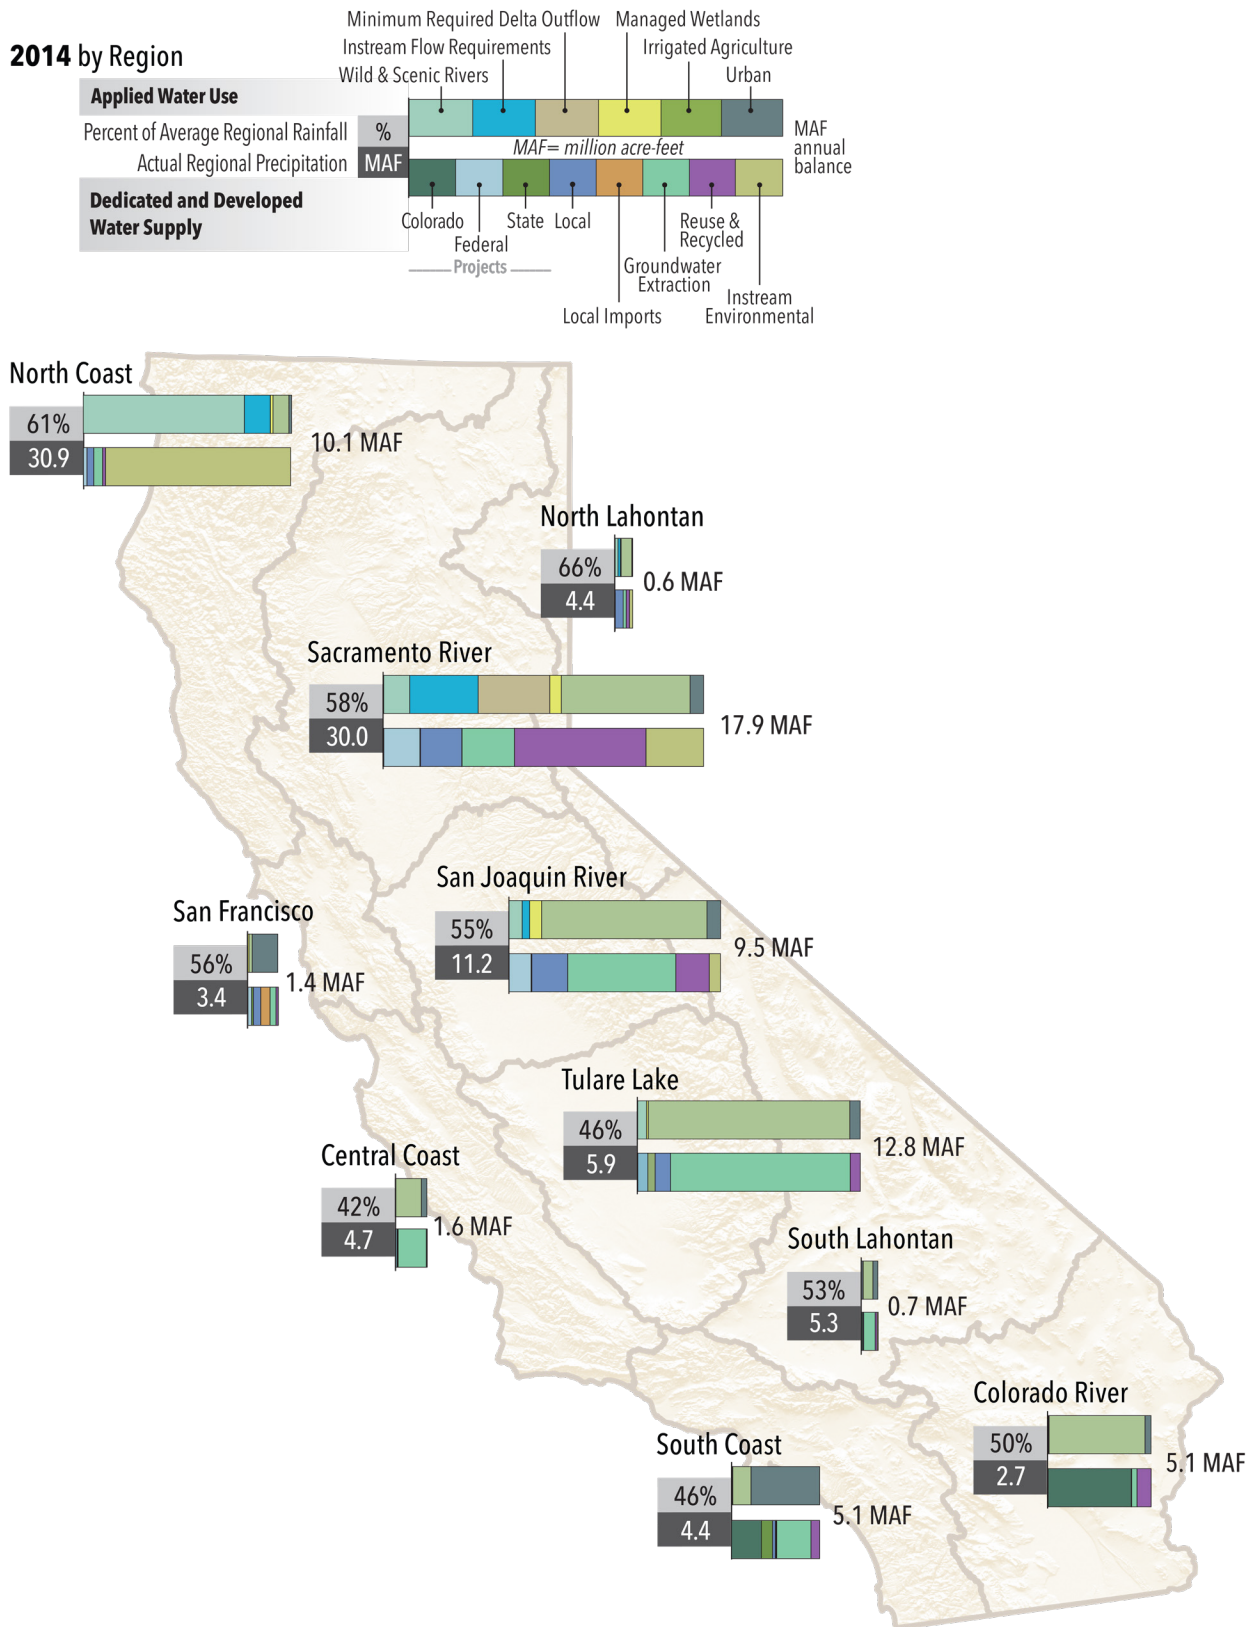 2014 by Region
Minimum Required Delta Outflow
Managed Wetlands
Instream Flow Requirements
Irrigated Agriculture
Wild & Scenic Rivers
Urban
Applied Water Use
Percent of Average Regional Rainfall
%
MAF= million acre-feet
MAF
annual
balance
Actual Regional Precipitation
MAF
Dedicated and Developed
Water Supply
Colorado
State
Local
Reuse &
Recycled
Federal
Projects
Groundwater
Extraction
Instream
Environmental
Local Imports
North Coast
61%
30.9
10.1 MAF
North Lahontan
66%
4.4
0.6 MAF
Sacramento River
58%
30.0
17.9 MAF
San Joaquin River
55%
11.2
9.5 MAF
San Francisco
56%
3.4
1.4 MAF
Tulare Lake
46%
5.9
12.8 MAF
Central Coast
42%
4.7
1.6 MAF
South Lahontan
53%
5.3
0.7 MAF
Colorado River
50%
2.7
5.1 MAF
South Coast
46%
4.4
5.1 MAF